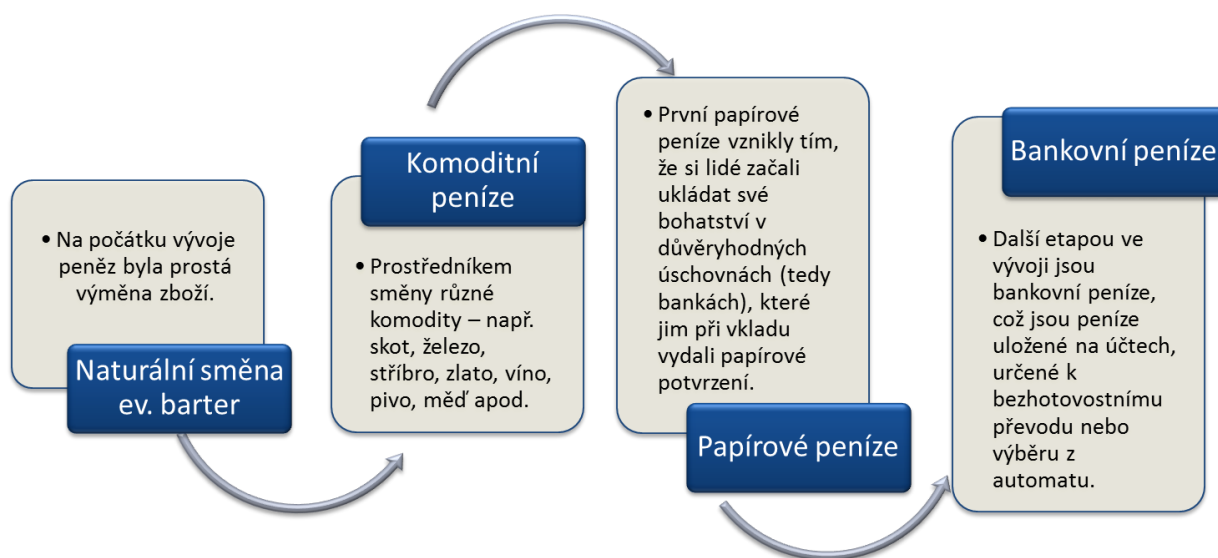 • Na počátku vývoje
peněz byla prostá
výměna zboží.
Naturální směna
ev. barter
Komoditní
peníze
• Prostředníkem
směny různé
komodity – např.
skot, železo,
stříbro, zlato, víno,
pivo, měď apod.
• První papírové
peníze vznikly tím,
že si lidé začali
ukládat své
bohatství v
důvěryhodných
úschovnách (tedy
bankách), které
jim při vkladu
vydali papírové
potvrzení.
Papírové peníze
Bankovní peníze
• Další etapou ve
vývoji jsou
bankovní peníze,
což jsou peníze
uložené na účtech,
určené k
bezhotovostnímu
převodu nebo
výběru z
automatu.